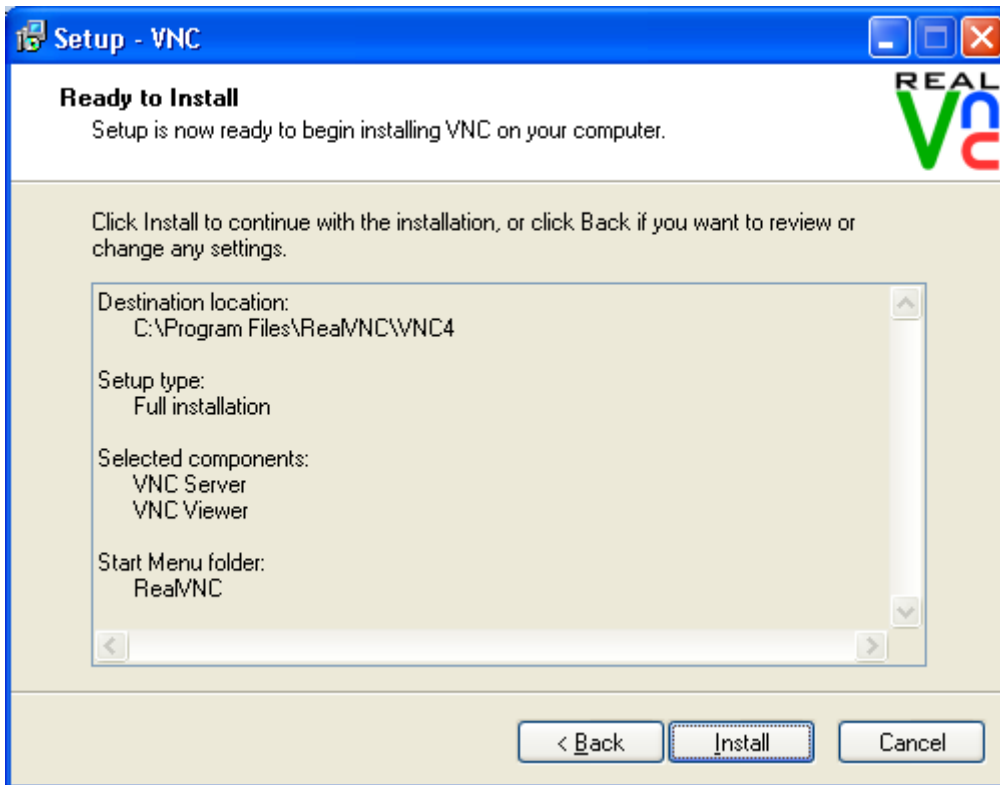 Setup - VNC
REAL
VNC
Ready to Install
Setup is now ready to begin installing VNC on your computer.
Click Install to continue with the installation, or click Back if you want to review or
change any settings.
Destination location:
C:\Program Files\RealVNC\VNC4
Setup type:
Full installation
Selected components:
VNC Server
VNC Viewer
Start Menu folder:
RealVNC
< Back
Install
Cancel